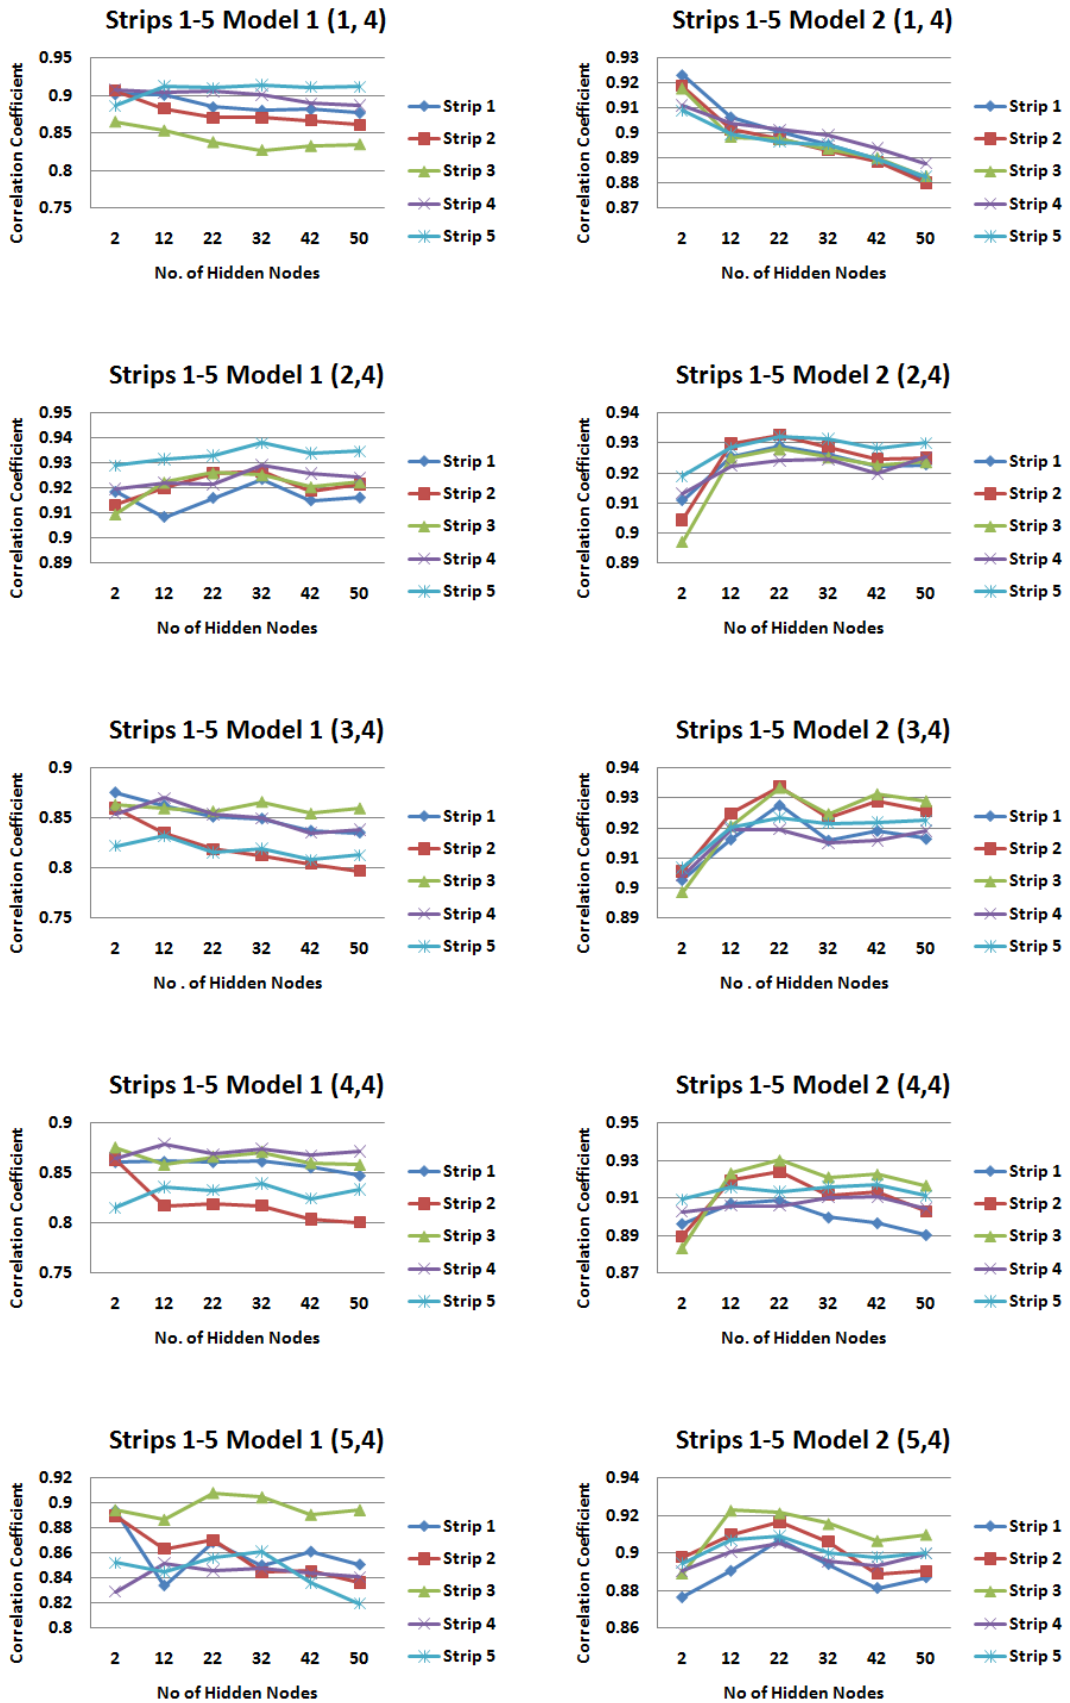 Strips 1-5 Model 1 (1, 4)
Correlation Coefficient
0.95
0.9
0.85
0.8
0.75
2 12 22 32 42 50
No. of Hidden Nodes
Strip 1
Strip 2
Strip 3
Strip 4
Strip 5
Strips 1-5 Model 2 (1, 4)
Correlation Coefficient
0.93
0.92
0.91
0.9
0.89
0.88
0.87
2 12 22 32 42 50
No. of Hidden Nodes
Strip 1
Strip 2
Strip 3
Strip 4
Strip 5
Strips 1-5 Model 1 (2,4)
Correlation Coefficient
0.95
0.94
0.93
0.92
0.91
0.9
0.89
2 12 22 32 42 50
No of Hidden Nodes
Strip 1
Strip 2
Strip 3
Strip 4
Strip 5
Strips 1-5 Model 2 (2,4)
Correlation Coefficient
0.94
0.93
0.92
0.91
0.9
0.89
2 12 22 32 42 50
No of Hidden Nodes
Strip 1
Strip 2
Strip 3
Strip 4
Strip 5
Strips 1-5 Model 1 (3,4)
Correlation Coefficient
0.9
0.85
0.8
0.75
2 12 22 32 42 50
No . of Hidden Nodes
Strip 1
Strip 2
Strip 3
Strip 4
Strip 5
Strips 1-5 Model 2 (3,4)
Correlation Coefficient
0.94
0.93
0.92
0.91
0.9
0.89
2 12 22 32 42 50
No . of Hidden Nodes
Strip 1
Strip 2
Strip 3
Strip 4
Strip 5
Strips 1-5 Model 1 (4,4)
Correlation Coefficient
0.9
0.85
0.8
0.75
2 12 22 32 42 50
No. of Hidden Nodes
Strip 1
Strip 2
Strip 3
Strip 4
Strip 5
Strips 1-5 Model 2 (4,4)
Correlation Coefficient
0.95
0.93
0.91
0.89
0.87
2 12 22 32 42 50
No. of Hidden Nodes
Strip 1
Strip 2
Strip 3
Strip 4
Strip 5
Strips 1-5 Model 1 (5,4)
Correlation Coefficient
0.92
0.9
0.88
0.86
0.84
0.82
0.8
2 12 22 32 42 50
No of Hidden Nodes
Strip 1
Strip 2
Strip 3
Strip 4
Strip 5
Strips 1-5 Model 2 (5,4)
Correlation Coefficient
0.94
0.92
0.9
0.88
0.86
2 12 22 32 42 50
No of Hidden Nodes
Strip 1
Strip 2
Strip 3
Strip 4
Strip 5